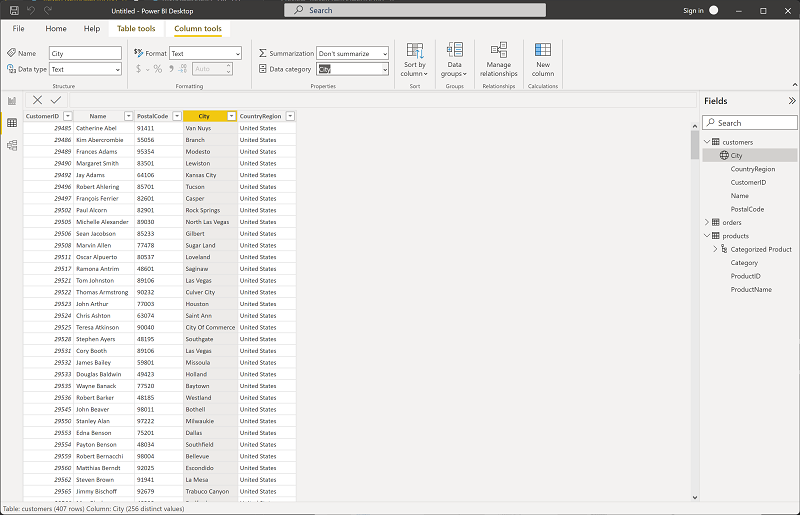 Untitled - Power BI Desktop
Search
Sign in
File
Home
Help
Table tools
Column tools
Name
City
Format
Text
Summarization
Don't summarize
Data type
Text
$
%
Auto
Data category
City
Sort by column
Data groups
Manage relationships
New column
Structure
Formatting
Properties
Sort
Groups
Relationships
Calculations
CustomerID Name PostalCode City CountryRegion
29485 Catherine Abel 91411 Van Nuys United States
29486 Kim Abercrombie 55056 Branch United States
29489 Frances Adams 95354 Modesto United States
29490 Margaret Smith 83501 Lewiston United States
29492 Jay Adams 64106 Kansas City United States
29496 Robert Ahlering 85701 Tucson United States
29497 François Ferrier 82601 Casper United States
29502 Paul Alcorn 82901 Rock Springs United States
29505 Michelle Alexander 89030 North Las Vegas United States
29506 Sean Jacobson 85233 Gilbert United States
29508 Marvin Allen 77478 Sugar Land United States
29511 Oscar Alpuerto 80537 Loveland United States
29517 Ramona Antrim 48601 Saginaw United States
29521 Tom Johnston 89106 Las Vegas United States
29522 Thomas Armstrong 90232 Culver City United States
29523 John Arthur 77003 Houston United States
29524 Chris Ashton 63074 Saint Ann United States
29525 Teresa Atkinson 90040 City Of Commerce United States
29528 Stephen Ayers 48195 Southgate United States
29531 Cory Booth 89106 Las Vegas United States
29532 James Bailey 59801 Missoula United States
29533 Douglas Baldwin 49423 Holland United States
29535 Wayne Banack 77520 Baytown United States
29536 Robert Barker 48185 Westland United States
29545 John Beaver 98011 Bothell United States
29550 Stanley Alan 97222 Milwaukie United States
29552 Edna Benson 75201 Dallas United States
29554 Payton Benson 48034 Southfield United States
29559 Robert Bernacchi 98004 Bellevue United States
29560 Matthias Berndt 92025 Escondido United States
29562 Steven Brown 91941 La Mesa United States
29565 Jimmy Bischoff 92679 Trabuco Canyon United States
Fields
Search
customers
City
CountryRegion
CustomerID
Name
PostalCode
orders
products
Categorized Product
Category
ProductID
ProductName
Table: customers (407 rows) Column: City (256 distinct values)